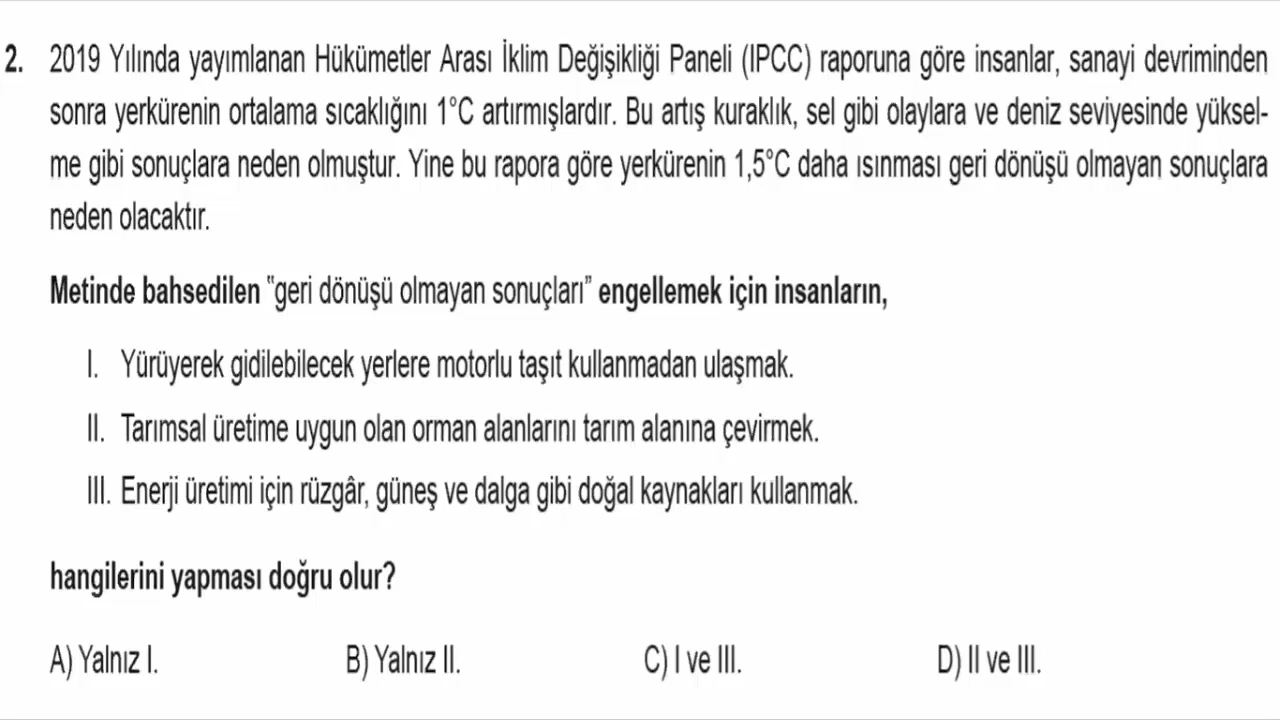 2. 2019 Yılında yayımlanan Hükümetler Arası İklim Değişikliği Paneli (IPCC) raporuna göre insanlar, sanayi devriminden
sonra yerkürenin ortalama sıcaklığını 1°C artırmışlardır. Bu artış kuraklık, sel gibi olaylara ve deniz seviyesinde yüksel-
me gibi sonuçlara neden olmuştur. Yine bu rapora göre yerkürenin 1,5°C daha ısınması geri dönüşü olmayan sonuçlara
neden olacaktır.
Metinde bahsedilen “geri dönüşü olmayan sonuçları” engellemek için insanların,
I. Yürüyerek gidilebilecek yerlere motorlu taşıt kullanmadan ulaşmak.
II. Tarımsal üretime uygun olan orman alanlarını tarım alanına çevirmek.
III. Enerji üretimi için rüzgâr, güneş ve dalga gibi doğal kaynakları kullanmak.
hangilerini yapması doğru olur?
A) Yalnız I. B) Yalnız II. C) I ve III. D) II ve III.